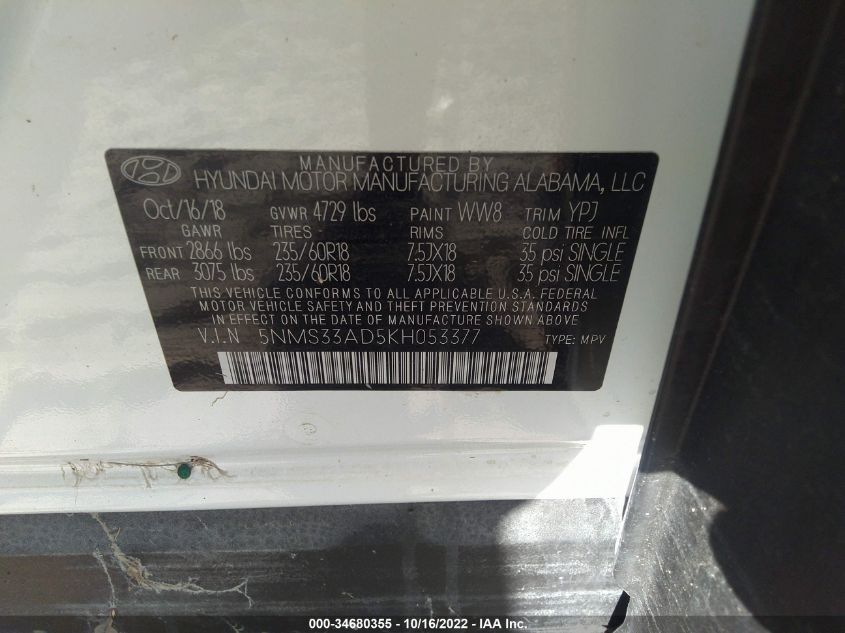 MANUFACTURED BY
HYUNDAI MOTOR MANUFACTURING ALABAMA, LLC
Oct/16/18 GVWR 4729 lbs PAINT WW8 TRIM YPJ
GAWR TIRES RIMS COLD TIRE INFL
FRONT 2866 lbs 235/60R18 7.5JX18 35 psi SINGLE
REAR 3075 lbs 235/60R18 7.5JX18 35 psi SINGLE
THIS VEHICLE CONFORMS TO ALL APPLICABLE U.S.A. FEDERAL
MOTOR VEHICLE SAFETY AND THEFT PREVENTION STANDARDS
IN EFFECT ON THE DATE OF MANUFACTURE SHOWN ABOVE.
V.I.N 5NMS33AD5KH053377 TYPE: MPV
000-34680355 - 10/16/2022 - IAA Inc.